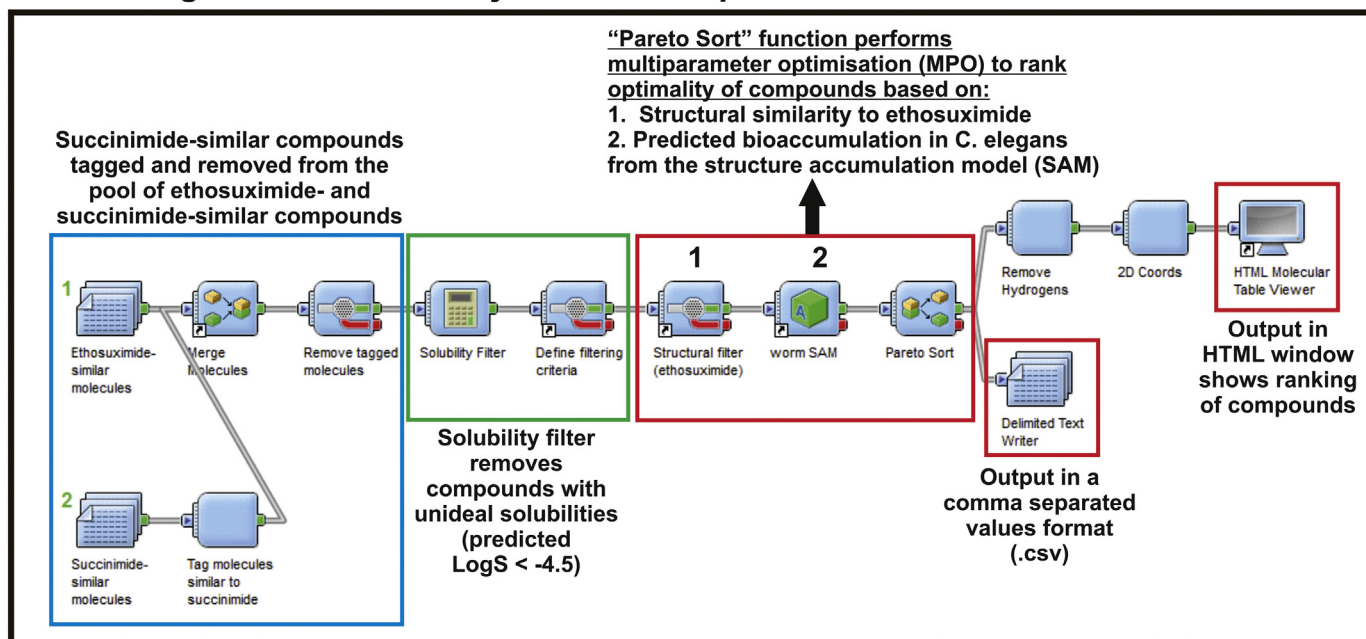 “Pareto Sort” function performs
multiparameter optimisation (MPO) to rank
optimality of compounds based on:
1. Structural similarity to ethosuximide
2. Predicted bioaccumulation in C. elegans
from the structure accumulation model (SAM)
Succinimide-similar compounds
tagged and removed from the
pool of ethosuximide- and
succinimide-similar compounds
1
Ethosuximide-
similar
molecules
Merge
Molecules
Remove tagged
molecules
2
Succinimide-
similar
molecules
Tag molecules
similar to
succinimide
Solubility Filter
Define filtering
criteria
Solubility filter
removes
compounds with
unideal solubilities
(predicted
LogS < -4.5)
1
2
Structural filter
(ethosuximide)
A
worm SAM
Pareto Sort
Remove
Hydrogens
2D Coords
HTML Molecular
Table Viewer
Output in
HTML window
shows ranking
of compounds
Delimited Text
Writer
Output in a
comma separated
values format
(.csv)